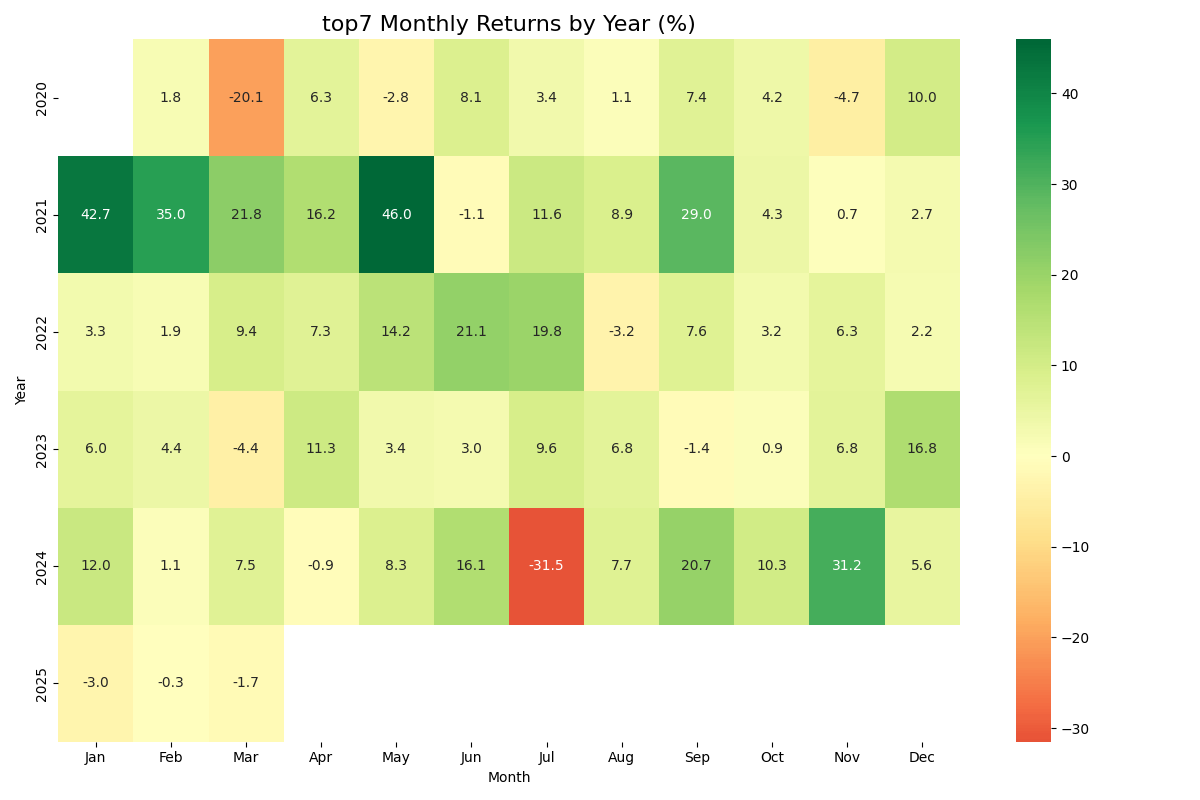 top7 Monthly Returns by Year (%)
2020 1.8 -20.1 6.3 -2.8 8.1 3.4 1.1 7.4 4.2 -4.7 10.0
2021 42.7 35.0 21.8 16.2 46.0 -1.1 11.6 8.9 29.0 4.3 0.7 2.7
2022 3.3 1.9 9.4 7.3 14.2 21.1 19.8 -3.2 7.6 3.2 6.3 2.2
Year
2023 6.0 4.4 -4.4 11.3 3.4 3.0 9.6 6.8 -1.4 0.9 6.8 16.8
2024 12.0 1.1 7.5 -0.9 8.3 16.1 -31.5 7.7 20.7 10.3 31.2 5.6
2025 -3.0 -0.3 -1.7
Jan Feb Mar Apr May Jun Jul Aug Sep Oct Nov Dec
Month
40
30
20
10
0
−10
−20
−30